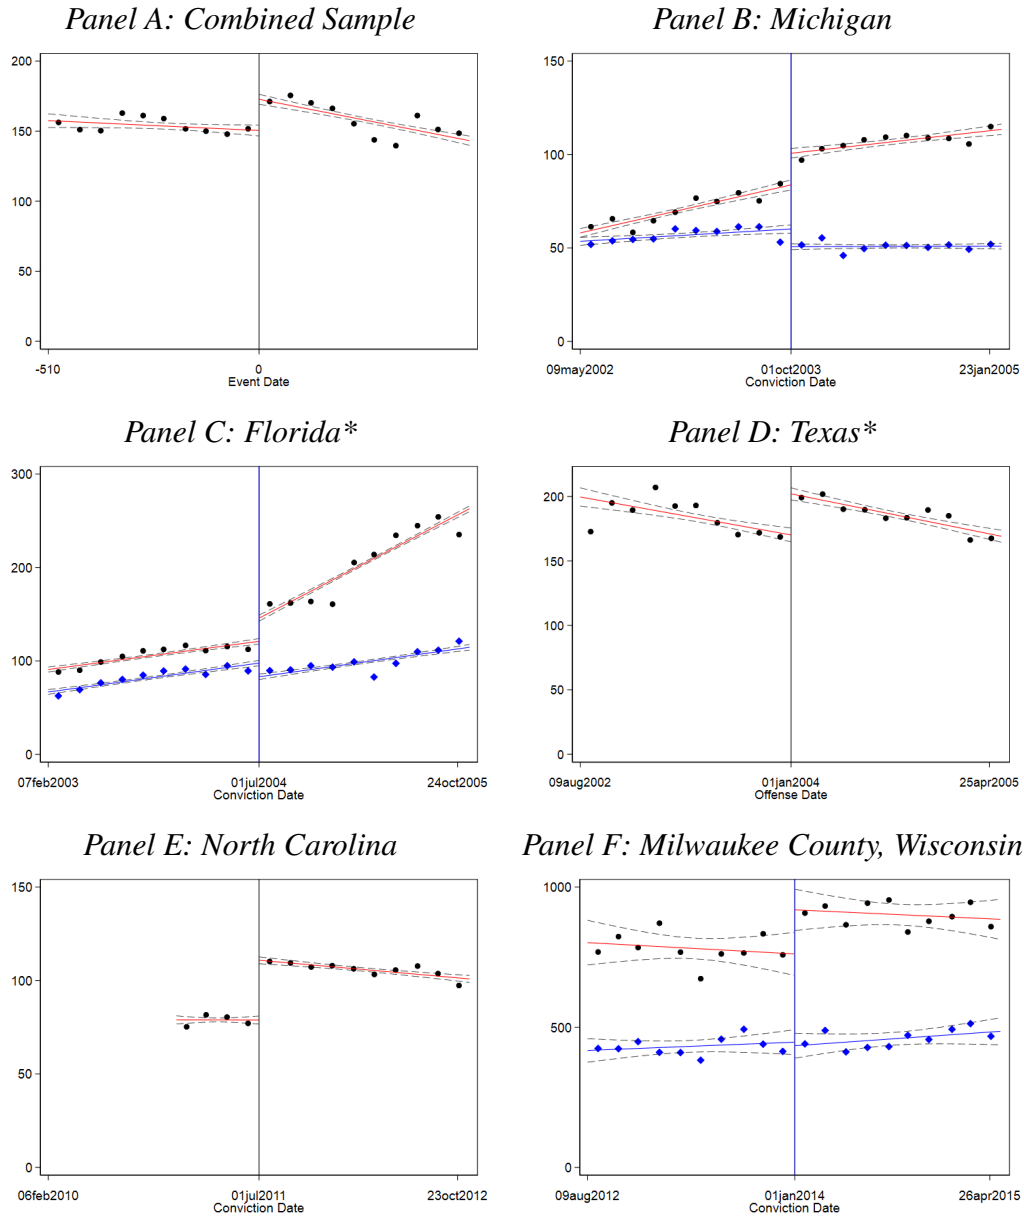 Panel A: Combined Sample
200
150
100
50
0
-510
0
Event Date
Panel B: Michigan
150
100
50
0
09may2002
01oct2003
23jan2005
Conviction Date
Panel C: Florida*
300
200
100
0
07feb2003
01jul2004
24oct2005
Conviction Date
Panel D: Texas*
200
150
100
50
0
09aug2002
01jan2004
25apr2005
Offense Date
Panel E: North Carolina
150
100
50
0
06feb2010
01jul2011
23oct2012
Conviction Date
Panel F: Milwaukee County, Wisconsin
1000
500
0
09aug2012
01jan2014
26apr2015
Conviction Date